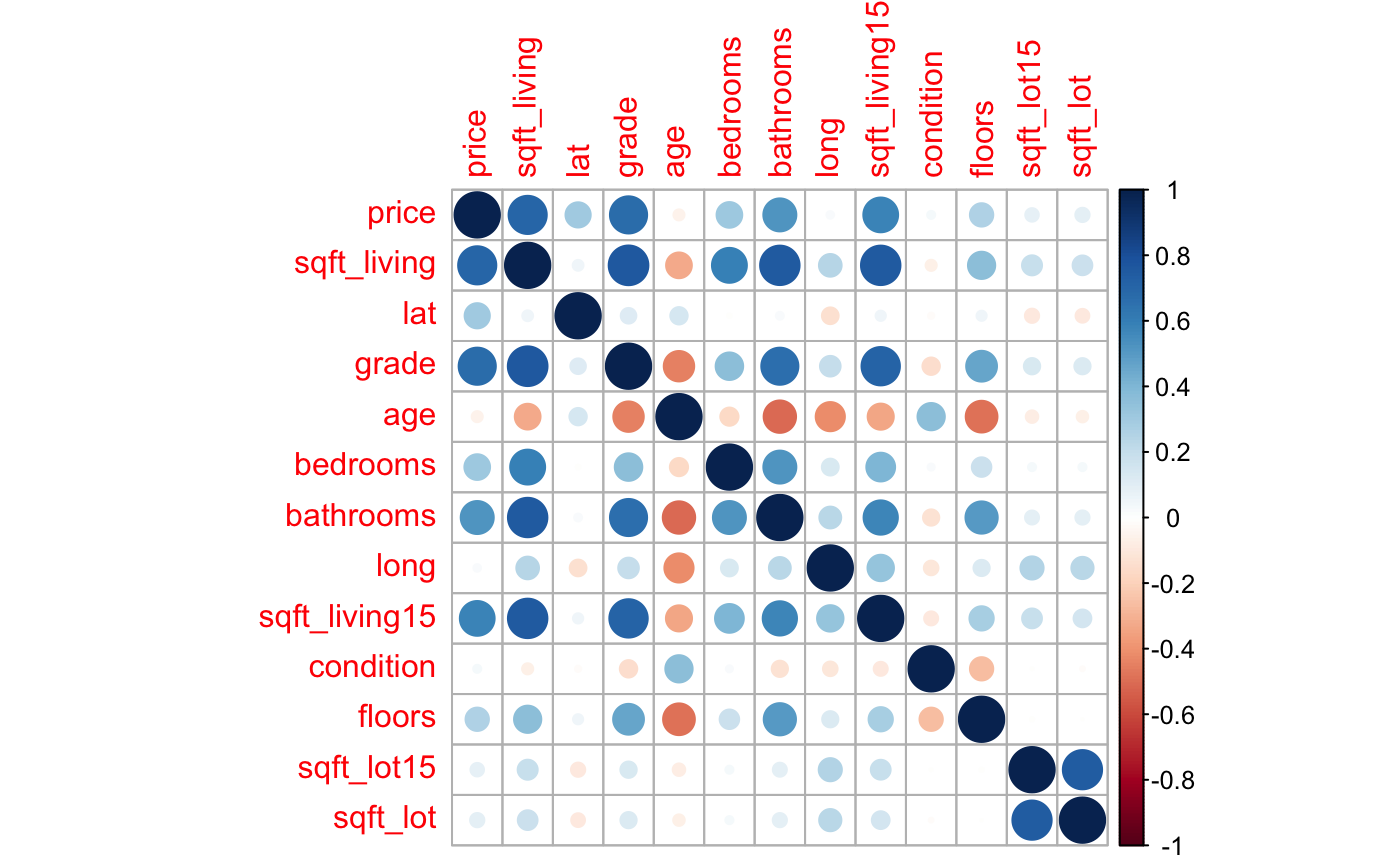 price
sqft_living
lat
grade
age
bedrooms
bathrooms
long
sqft_living15
condition
floors
sqft_lot15
sqft_lot
price
sqft_living
lat
grade
age
bedrooms
bathrooms
long
sqft_living15
condition
floors
sqft_lot15
sqft_lot
1
0.8
0.6
0.4
0.2
0
-0.2
-0.4
-0.6
-0.8
-1